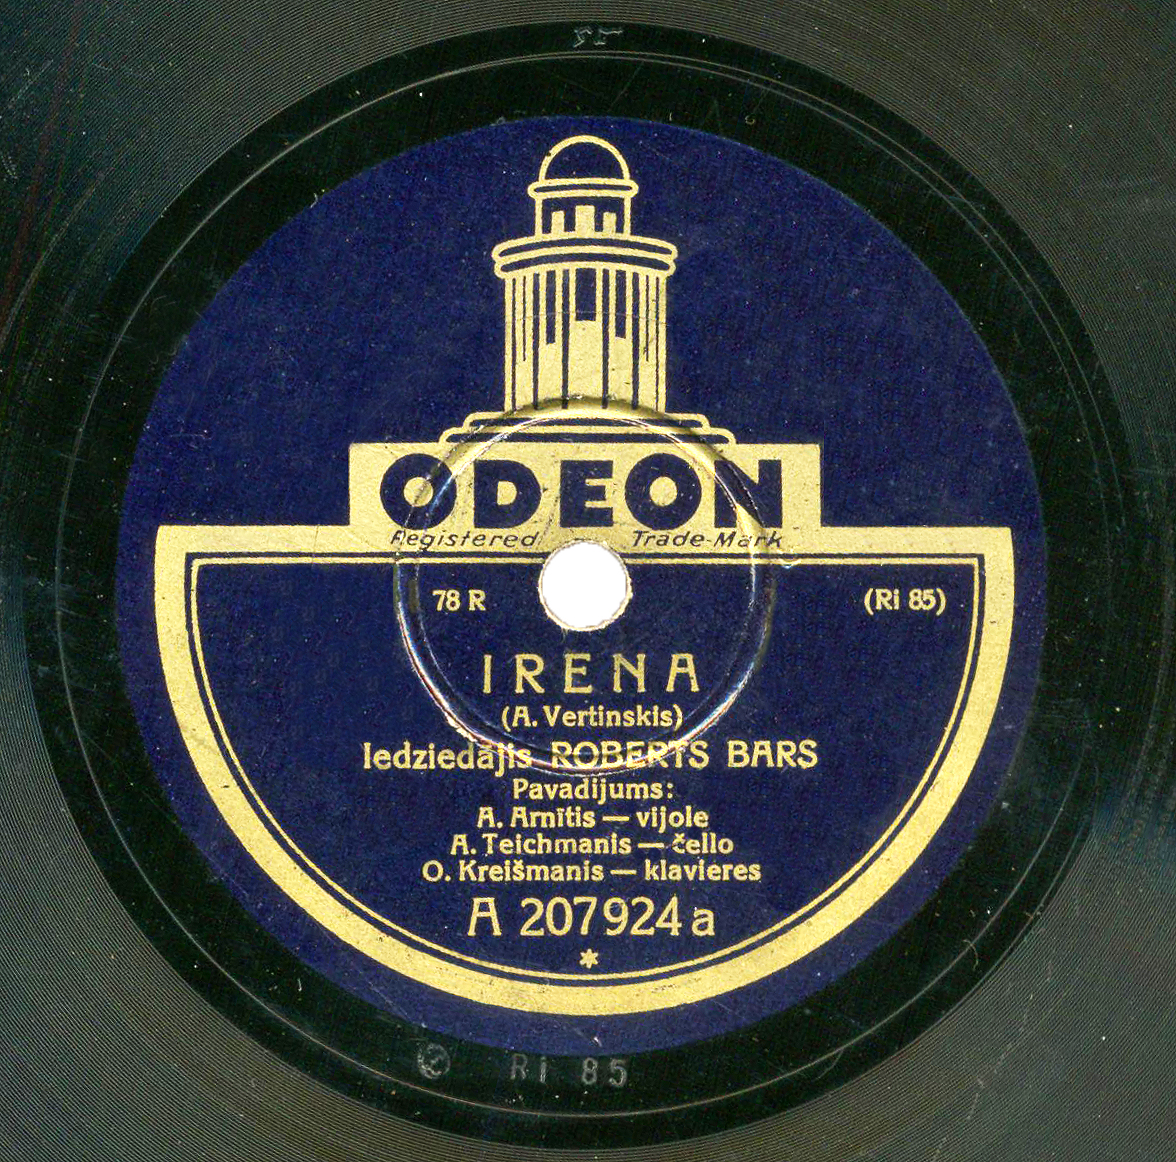 ODEON
Registered Trade-Mark
78 R (Ri 85)
IRENA
(A. Vertinskis)
Iedziedājis ROBERTS BARS
Pavadijums:
A. Arnītis — vijole
A. Teichmanis — čello
O. Kreišmanis — klavieres
A 207924 a
*
Ri 85